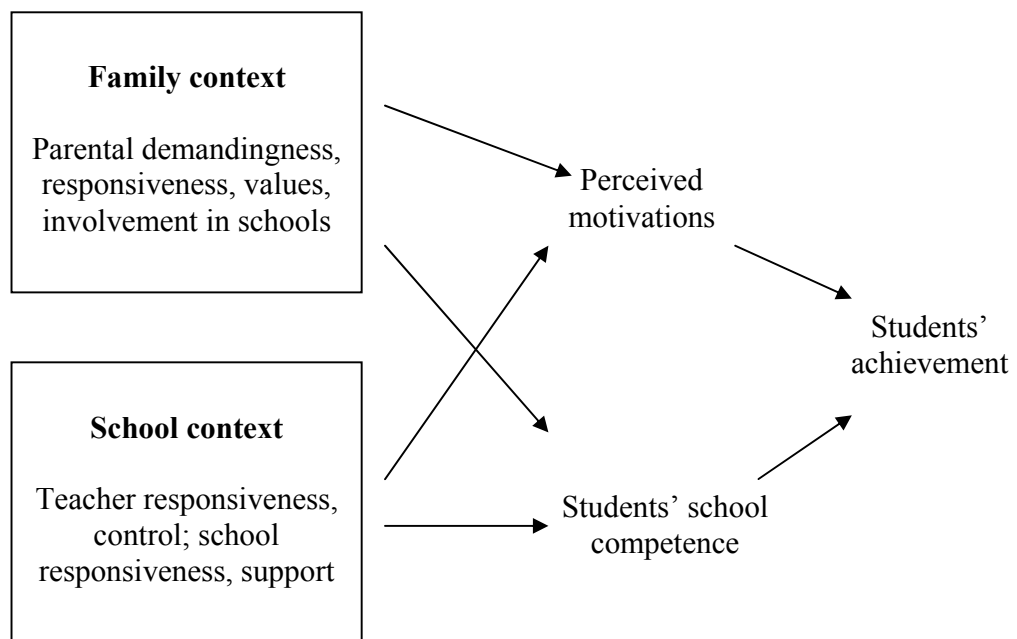 Family context
Parental demandingness,
responsiveness, values,
involvement in schools
School context
Teacher responsiveness,
control; school
responsiveness, support
Perceived
motivations
Students’ school
competence
Students’
achievement